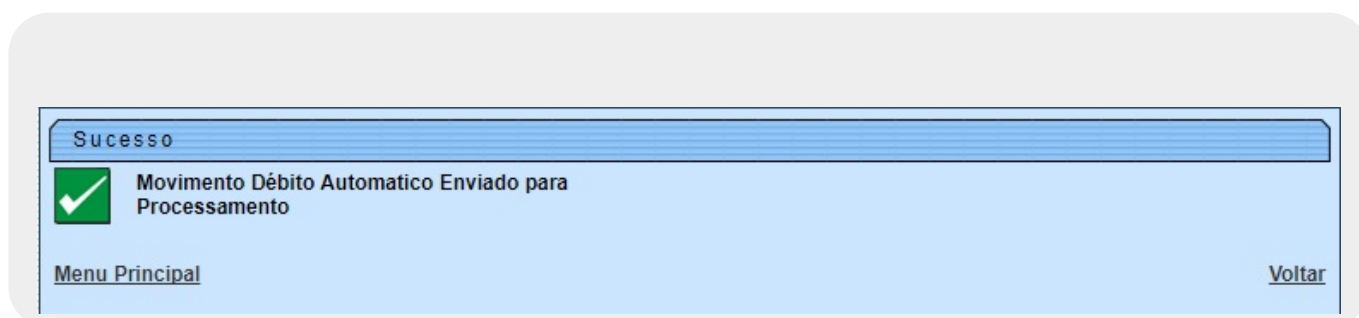 Sucesso
Movimento Débito Automatico Enviado para
Processamento
Menu Principal
Voltar